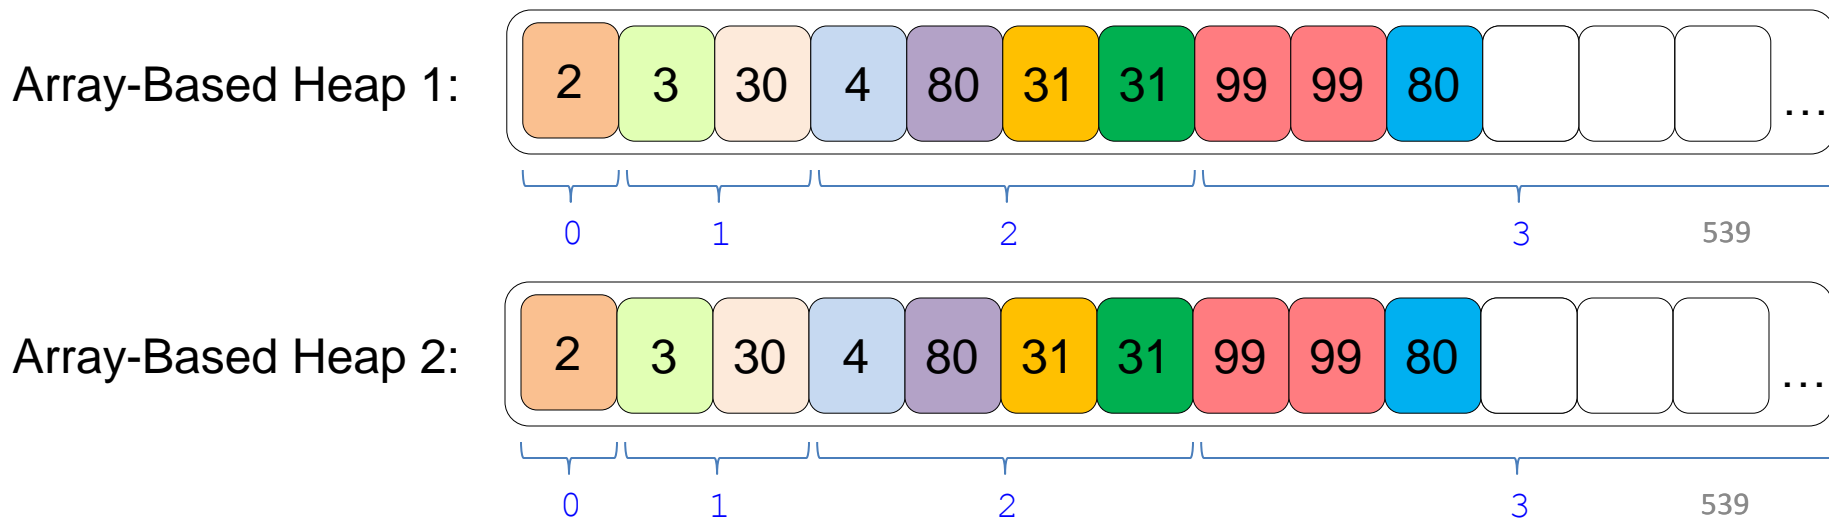 Array-Based Heap 1: 2 3 30 4 80 31 31 99 99 80 ...
0 1 2 3 539
Array-Based Heap 2: 2 3 30 4 80 31 31 99 99 80 ...
0 1 2 3 539